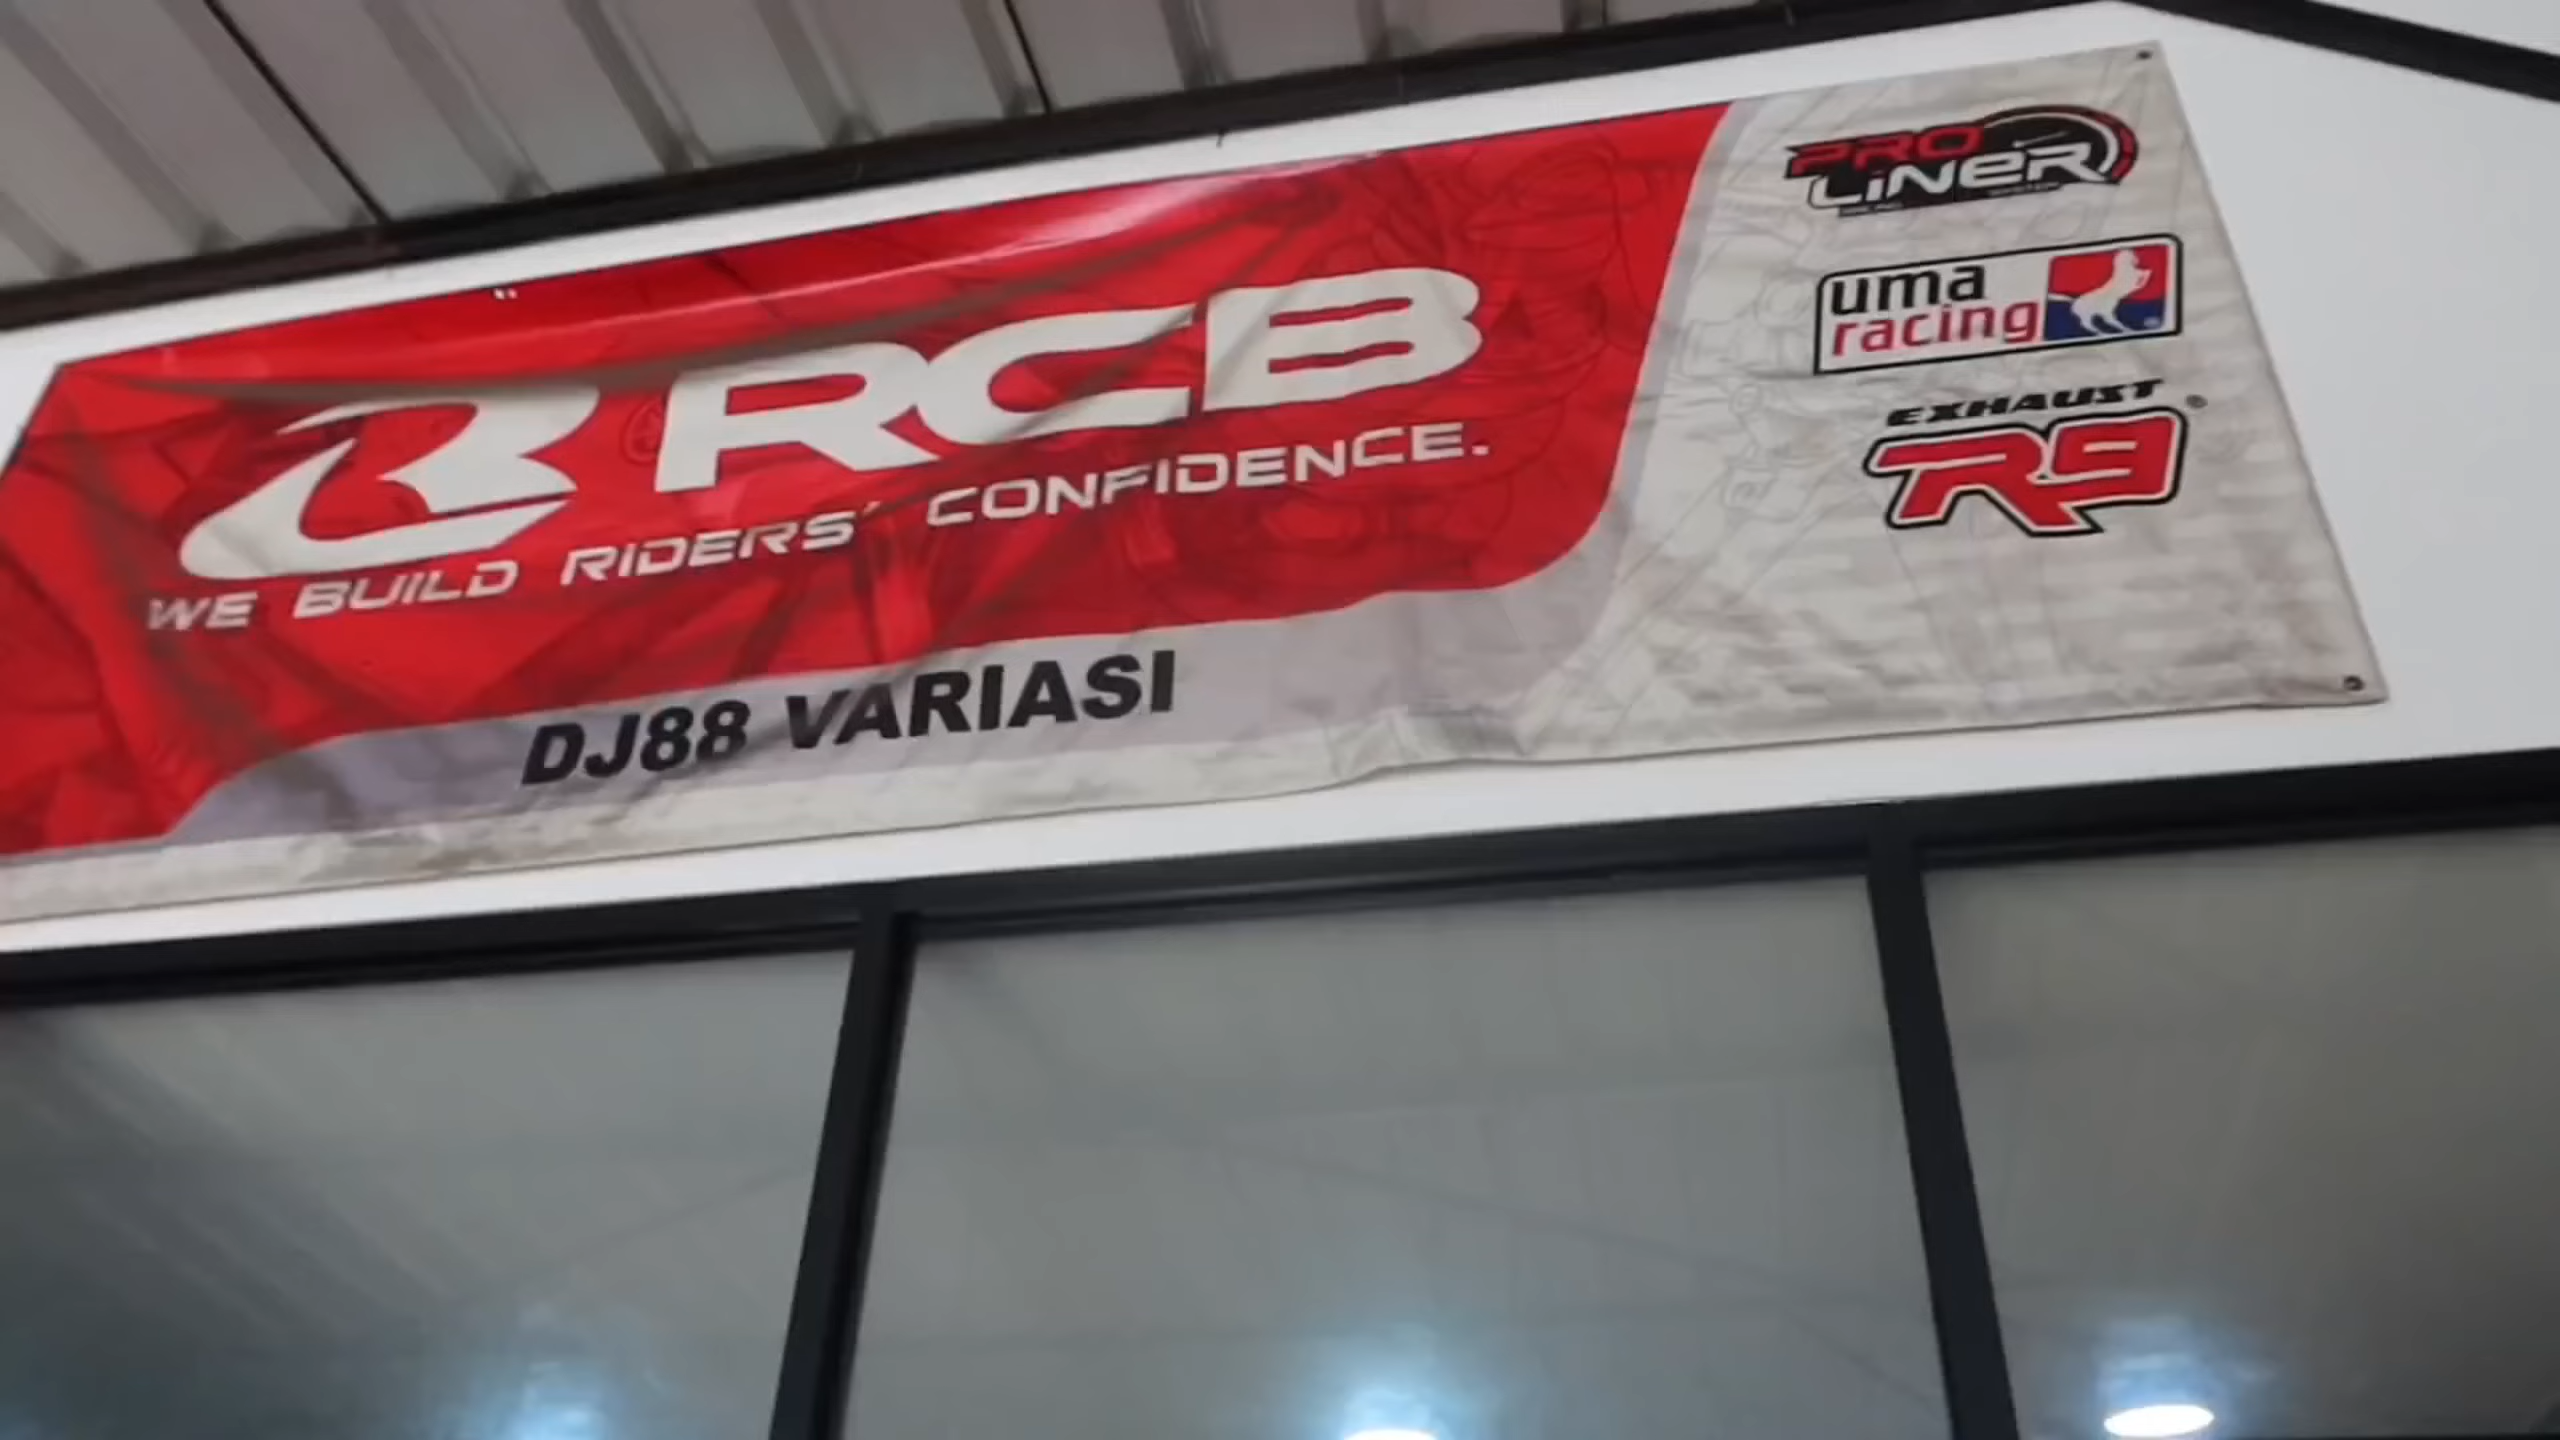 RCB
WE BUILD RIDERS' CONFIDENCE.
DJ88 VARIASI
PRO
LINER
uma
racing
EXHAUST
R9